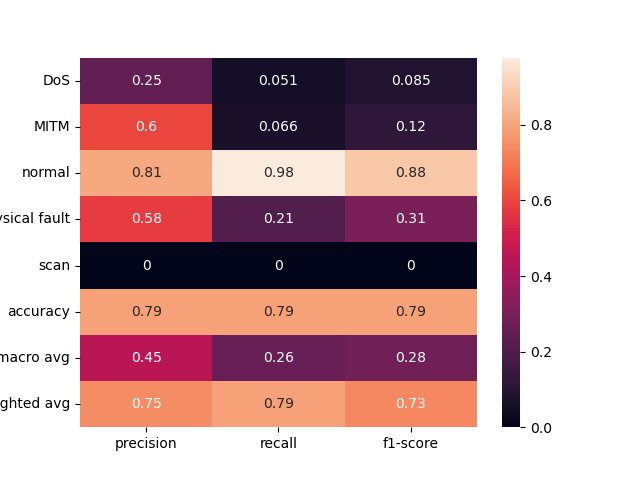 DoS 0.25 0.051 0.085
MITM 0.6 0.066 0.12
normal 0.81 0.98 0.88
ysical fault 0.58 0.21 0.31
scan 0 0 0
accuracy 0.79 0.79 0.79
macro avg 0.45 0.26 0.28
ghted avg 0.75 0.79 0.73
precision recall f1-score
0.8
0.6
0.4
0.2
0.0